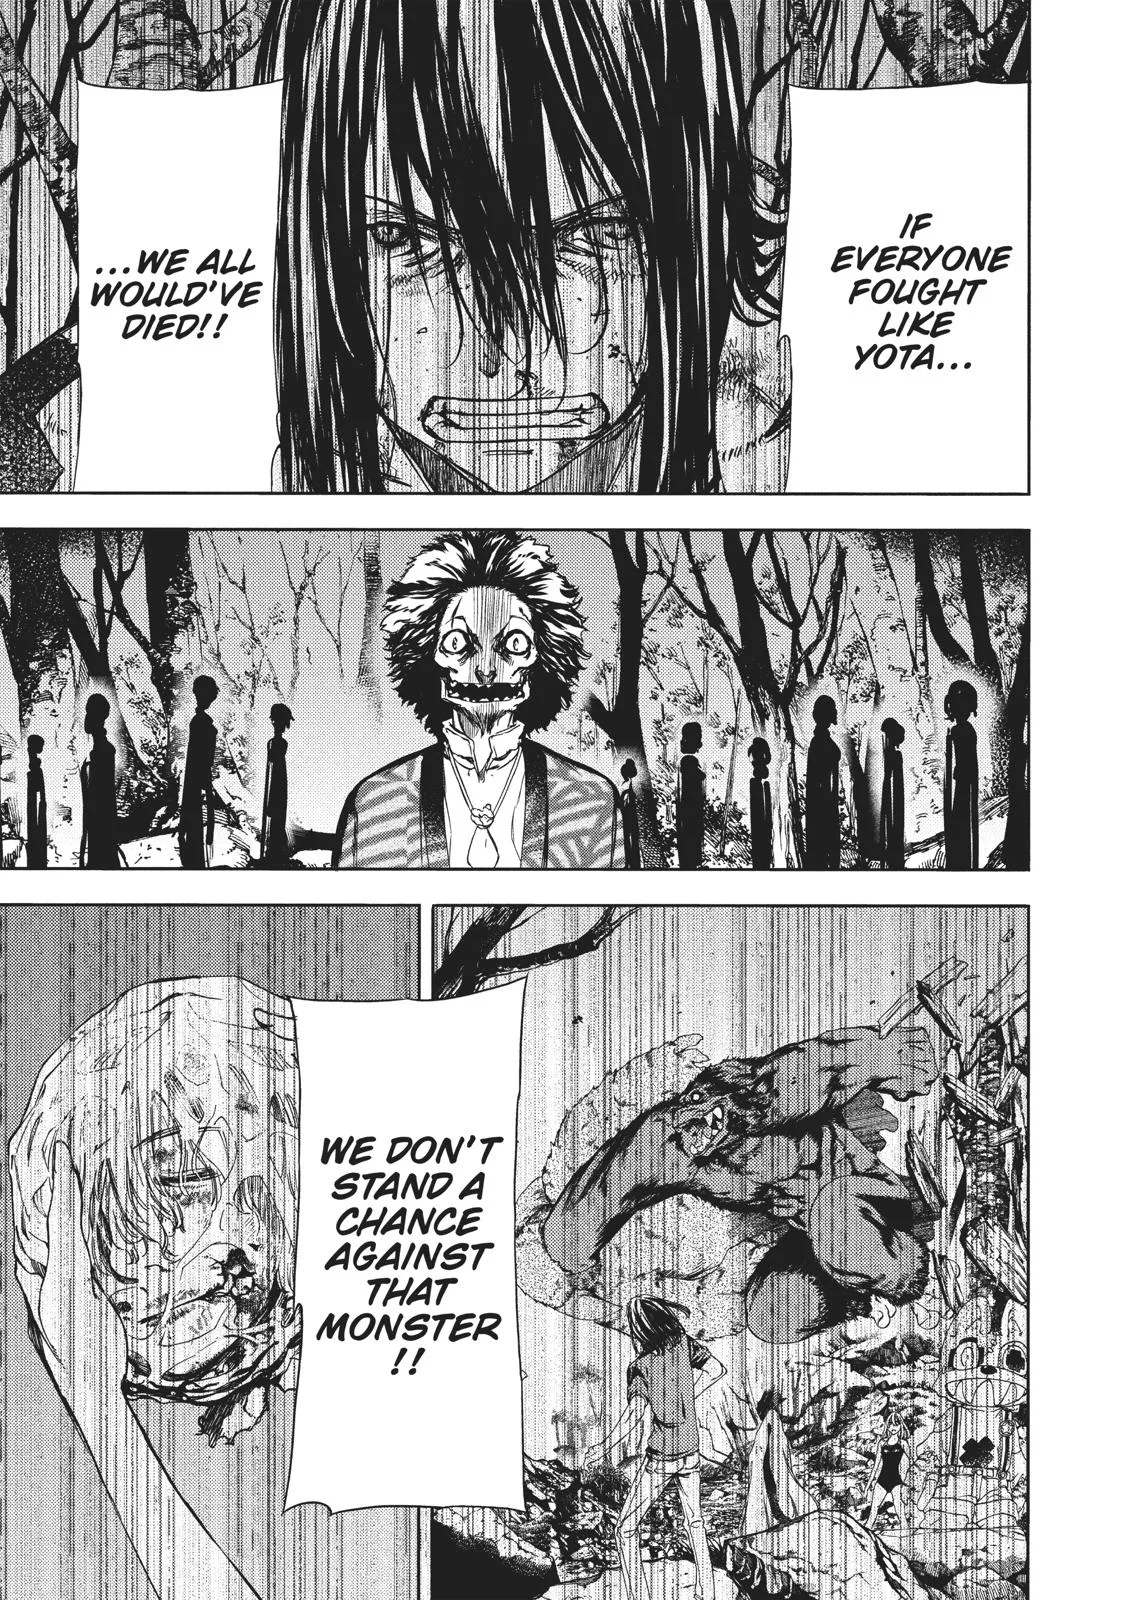 IF
EVERYONE
FOUGHT
LIKE
YOTA...
...WE ALL
WOULD'VE
DIED!!
WE DON'T
STAND A
CHANCE
AGAINST
THAT
MONSTER
!!